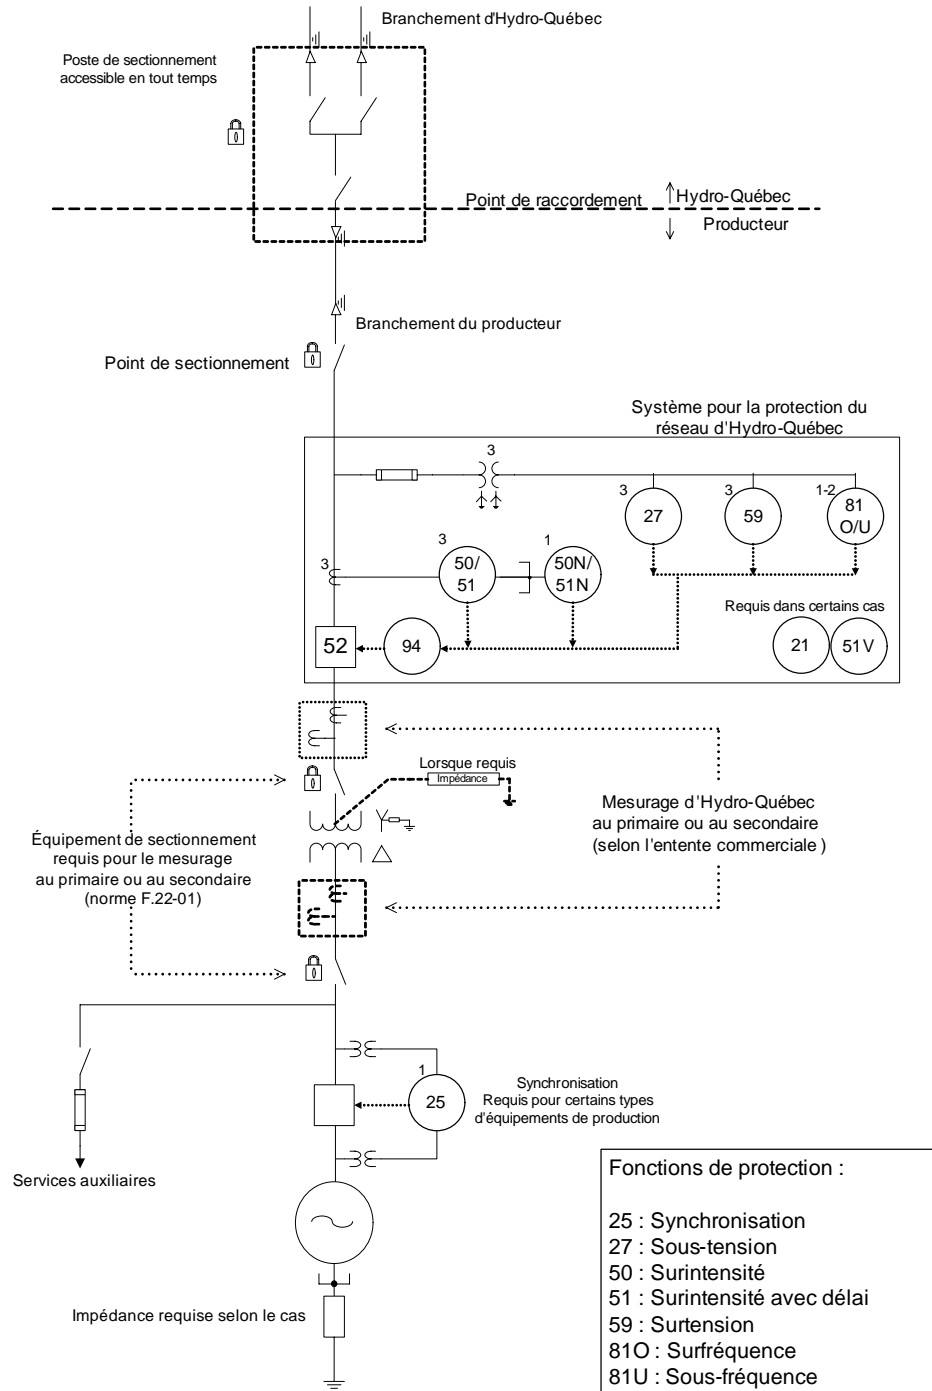 Branchement d'Hydro-Québec
Poste de sectionnement
accessible en tout temps
Point de raccordement
Hydro-Québec
Producteur
Branchement du producteur
Point de sectionnement
Système pour la protection du
réseau d'Hydro-Québec
3
3
27
3
59
1-2
81
O/U
3
3
50/
51
1
50N/
51N
Requis dans certains cas
52
94
21
51V
Lorsque requis
Impédance
Mesurage d'Hydro-Québec
au primaire ou au secondaire
(selon l'entente commerciale )
Équipement de sectionnement
requis pour le mesurage
au primaire ou au secondaire
(norme F.22-01)
1
25
Synchronisation
Requis pour certains types
d'équipements de production
Services auxiliaires
Impédance requise selon le cas
Fonctions de protection :
25 : Synchronisation
27 : Sous-tension
50 : Surintensité
51 : Surintensité avec délai
59 : Surtension
81O : Surfréquence
81U : Sous-fréquence